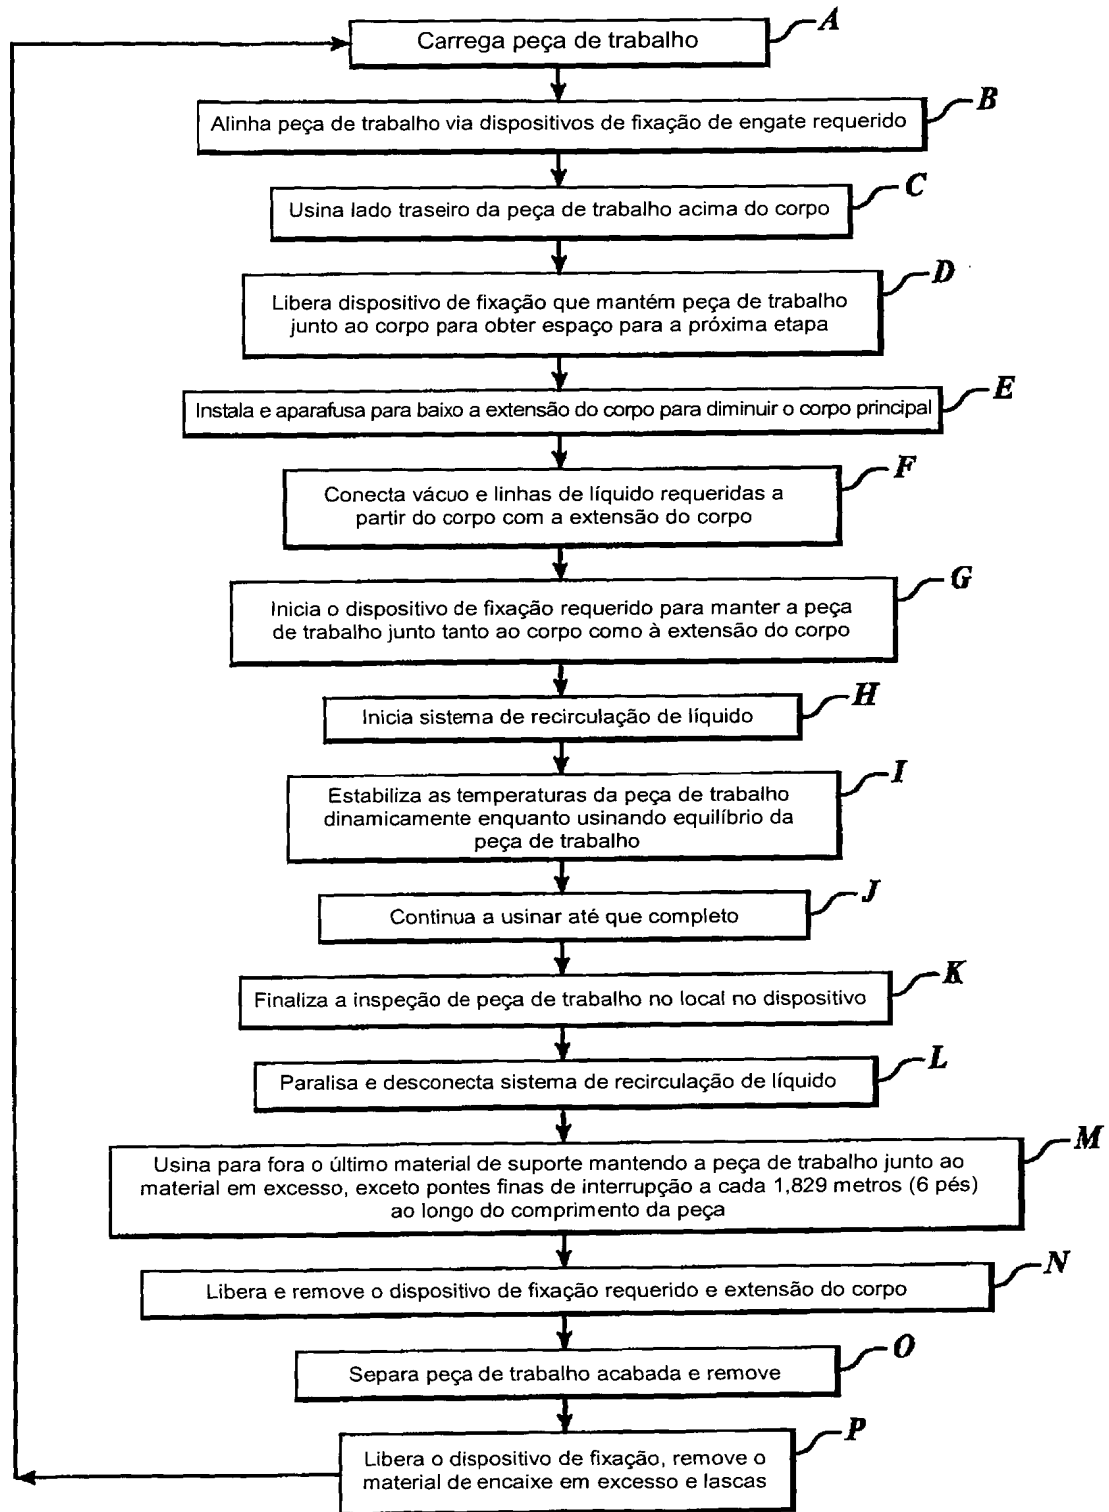 Carrega peça de trabalho
A
Alinha peça de trabalho via dispositivos de fixação de engate requerido
B
Usina lado traseiro da peça de trabalho acima do corpo
C
Libera dispositivo de fixação que mantém peça de trabalho
junto ao corpo para obter espaço para a próxima etapa
D
Instala e aparafusa para baixo a extensão do corpo para diminuir o corpo principal
E
Conecta vácuo e linhas de líquido requeridas a
partir do corpo com a extensão do corpo
F
Inicia o dispositivo de fixação requerido para manter a peça
de trabalho junto tanto ao corpo como à extensão do corpo
G
Inicia sistema de recirculação de líquido
H
Estabiliza as temperaturas da peça de trabalho
dinamicamente enquanto usinando equilíbrio da
peça de trabalho
I
Continua a usinar até que completo
J
Finaliza a inspeção de peça de trabalho no local no dispositivo
K
Paralisa e desconecta sistema de recirculação de líquido
L
Usina para fora o último material de suporte mantendo a peça de trabalho junto ao
material em excesso, exceto pontes finas de interrupção a cada 1,829 metros (6 pés)
ao longo do comprimento da peça
M
Libera e remove o dispositivo de fixação requerido e extensão do corpo
N
Separa peça de trabalho acabada e remove
O
Libera o dispositivo de fixação, remove o
material de encaixe em excesso e lascas
P